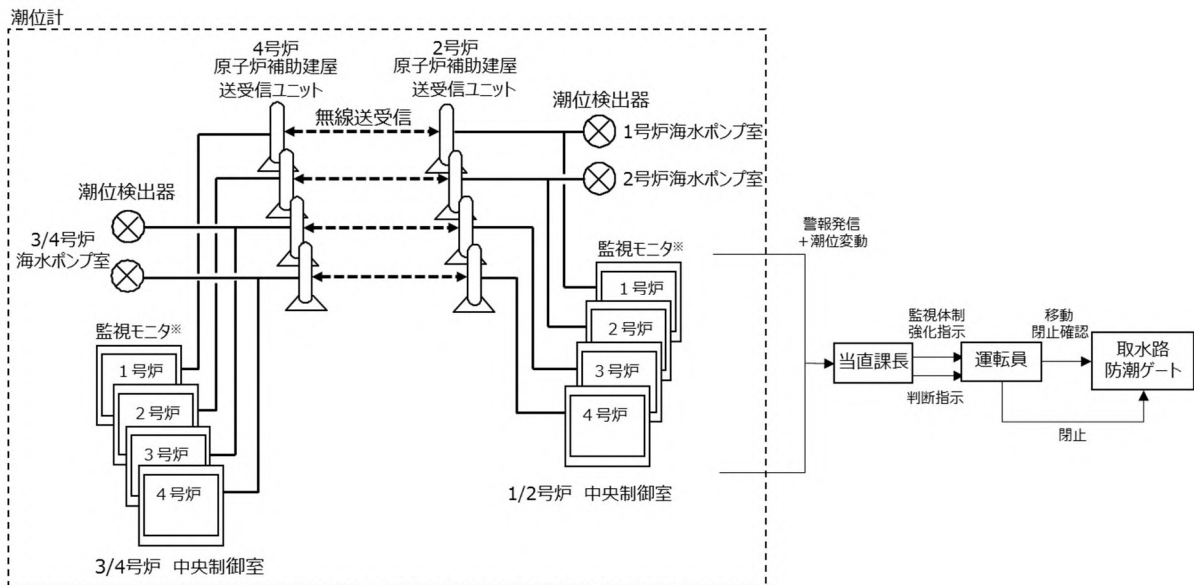 潮位計
4号炉
原子炉補助建屋
送受信ユニット
2号炉
原子炉補助建屋
送受信ユニット
無線送受信
潮位検出器
1号炉海水ポンプ室
2号炉海水ポンプ室
潮位検出器
3/4号炉
海水ポンプ室
監視モニタ※
1号炉
2号炉
3号炉
4号炉
3/4号炉 中央制御室
監視モニタ※
1号炉
2号炉
3号炉
4号炉
1/2号炉 中央制御室
警報発信
+潮位変動
当直課長
監視体制
強化指示
判断指示
運転員
移動
閉止確認
閉止
取水路
防潮ゲート